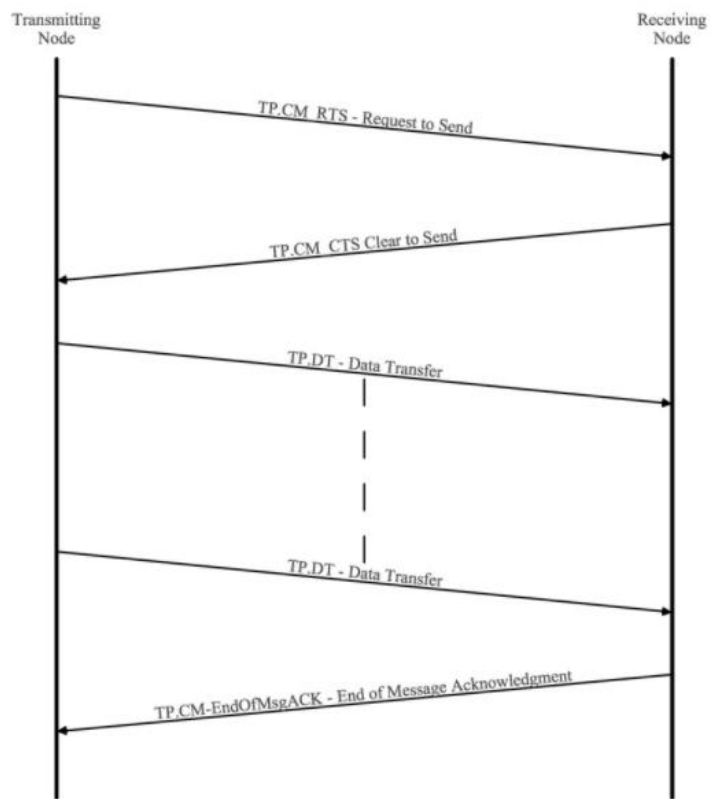 Transmitting
Node
Receiving
Node
TP.CM_RTS - Request to Send
TP.CM_CTS Clear to Send
TP.DT - Data Transfer
TP.DT - Data Transfer
TP.CM-EndOfMsgACK - End of Message Acknowledgment